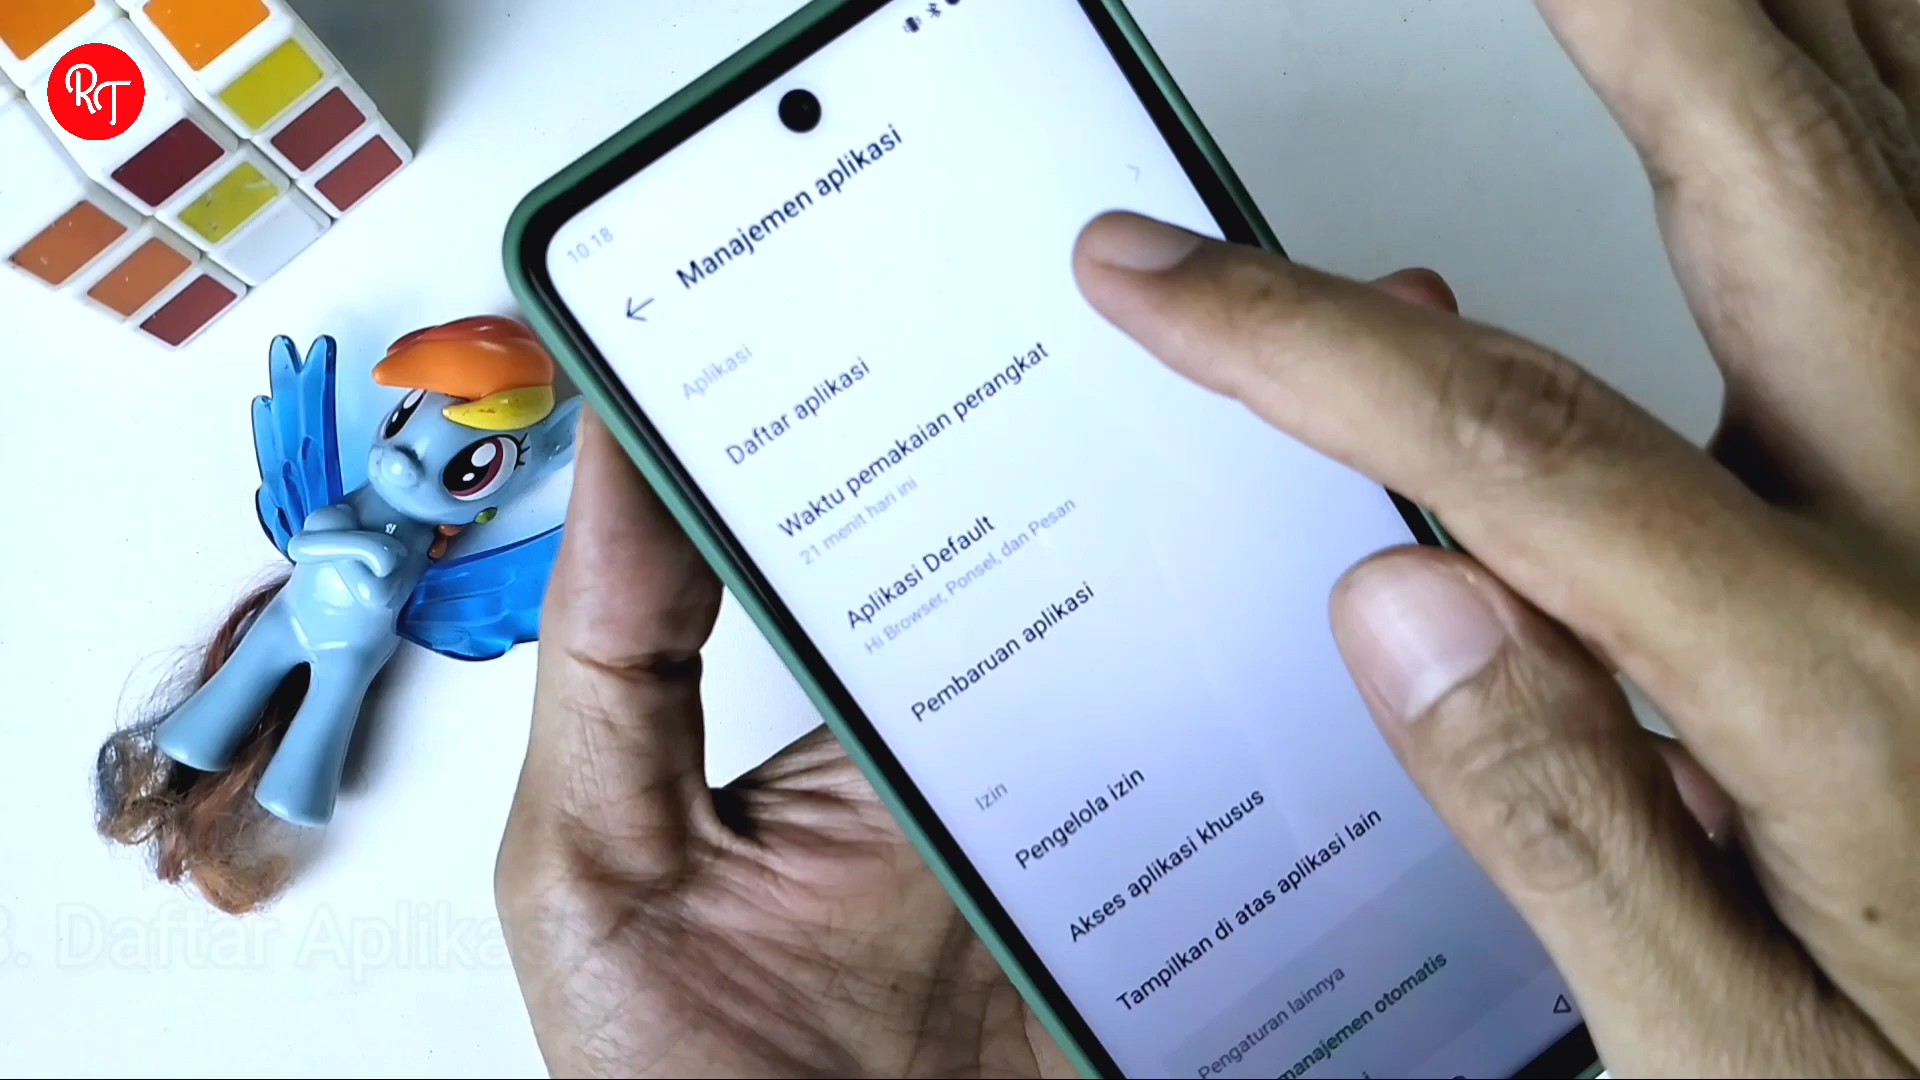 RT
10.18
Manajemen aplikasi
Aplikasi
Daftar aplikasi
Waktu pemakaian perangkat
21 menit hari ini
Aplikasi Default
Hi Browser, Ponsel, dan Pesan
Pembaruan aplikasi
Izin
Pengelola izin
Akses aplikasi khusus
Tampilkan di atas aplikasi lain
Pengaturan lainnya
manajemen otomatis
3. Daftar Aplikasi